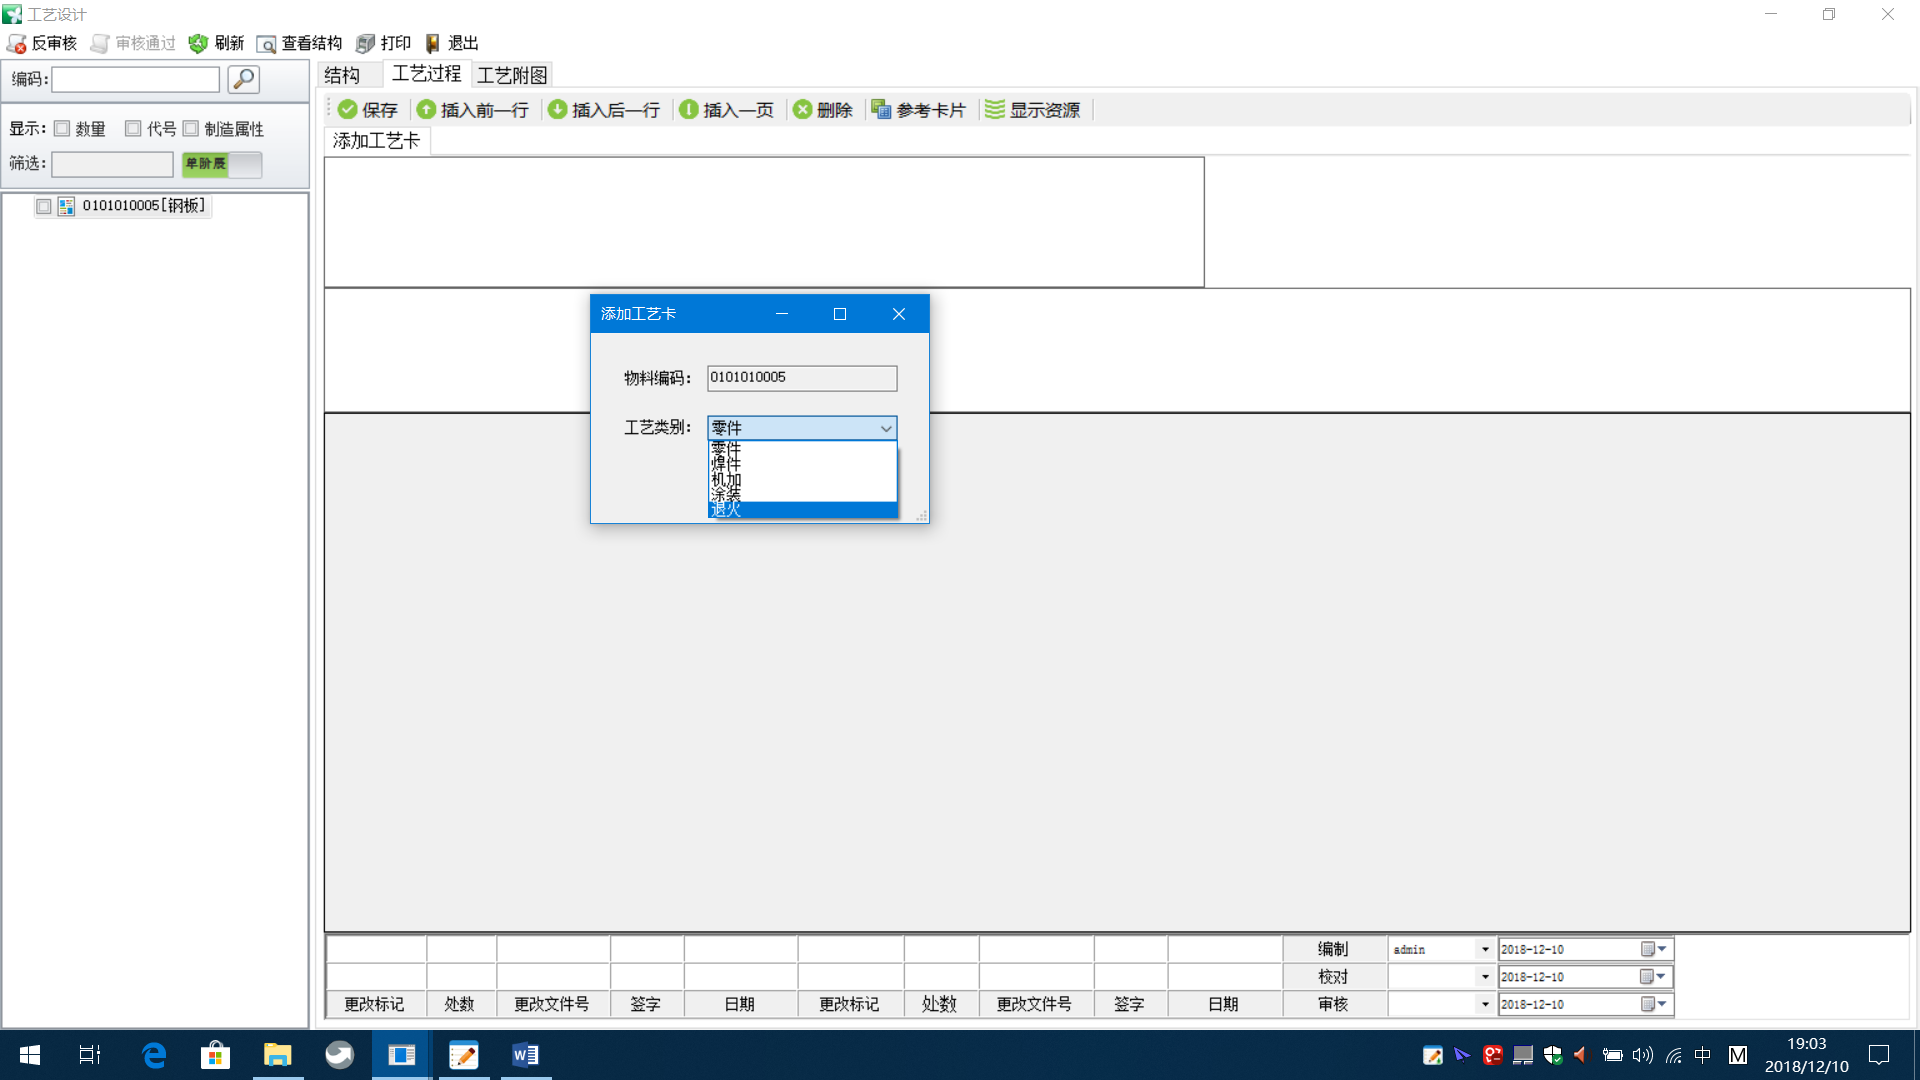 工艺设计
反审核 审核通过 刷新 查看结构 打印 退出
编码:
显示: 数量 代号 制造属性
筛选: 单阶展
0101010005[钢板]
结构 工艺过程 工艺附图
保存 插入前一行 插入后一行 插入一页 删除 参考卡片 显示资源
添加工艺卡
添加工艺卡
物料编码: 0101010005
工艺类别: 零件
零件
焊件
机加
涂装
退火
编制 admin 2018-12-10
校对 2018-12-10
更改标记 处数 更改文件号 签字 日期 更改标记 处数 更改文件号 签字 日期 审核 2018-12-10
中 M 19:03
2018/12/10